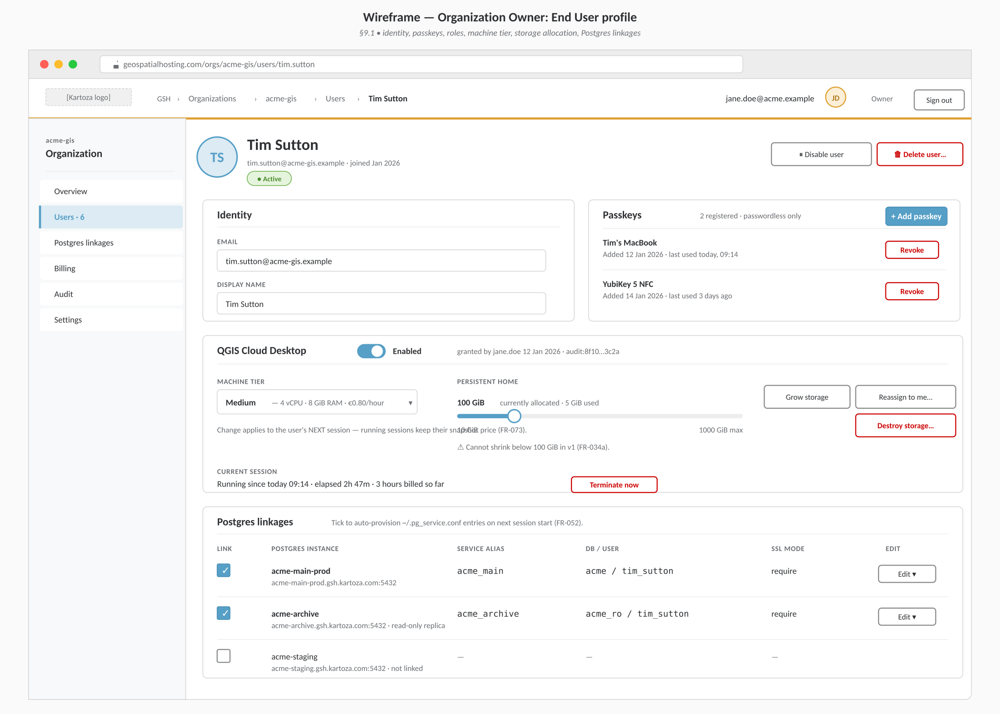 Wireframe — Organization Owner: End User profile
§9.1 • identity, passkeys, roles, machine tier, storage allocation, Postgres linkages
geospatialhosting.com/orgs/acme-gis/users/tim.sutton
[Kartoza logo]
GSH › Organizations › acme-gis › Users › Tim Sutton
jane.doe@acme.example JD Owner Sign out
acme-gis
Organization
Overview
Users · 6
Postgres linkages
Billing
Audit
Settings
TS
Tim Sutton
tim.sutton@acme-gis.example · joined Jan 2026
● Active
⏸ Disable user
🗑 Delete user...
Identity
EMAIL
tim.sutton@acme-gis.example
DISPLAY NAME
Tim Sutton
Passkeys 2 registered · passwordless only + Add passkey
Tim's MacBook
Added 12 Jan 2026 · last used today, 09:14
Revoke
YubiKey 5 NFC
Added 14 Jan 2026 · last used 3 days ago
Revoke
QGIS Cloud Desktop Enabled granted by jane.doe 12 Jan 2026 · audit:8f10...3c2a
MACHINE TIER
Medium — 4 vCPU · 8 GiB RAM · €0.80/hour ▾
Change applies to the user's NEXT session — running sessions keep their snapshot price (FR-073).
PERSISTENT HOME
100 GiB currently allocated · 5 GiB used
10 GiB 1000 GiB max
⚠ Cannot shrink below 100 GiB in v1 (FR-034a).
Grow storage
Reassign to me...
Destroy storage...
CURRENT SESSION
Running since today 09:14 · elapsed 2h 47m · 3 hours billed so far
Terminate now
Postgres linkages Tick to auto-provision ~/.pg_service.conf entries on next session start (FR-052).
LINK POSTGRES INSTANCE SERVICE ALIAS DB / USER SSL MODE EDIT
✓ acme-main-prod acme_main acme / tim_sutton require Edit ▾
acme-main-prod.gsh.kartoza.com:5432
✓ acme-archive acme_archive acme_ro / tim_sutton require Edit ▾
acme-archive.gsh.kartoza.com:5432 · read-only replica
acme-staging — — —
acme-staging.gsh.kartoza.com:5432 · not linked